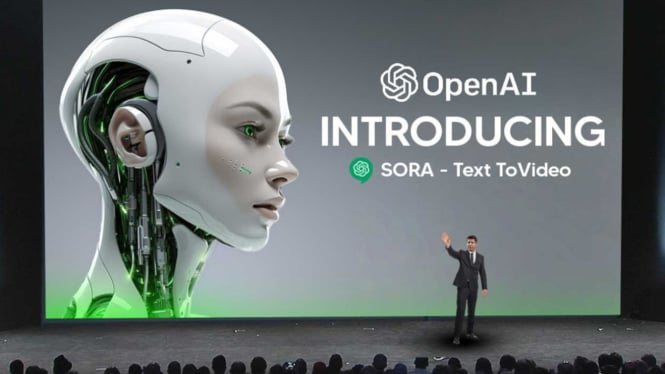 OpenAI
INTRODUCING
SORA - Text ToVideo